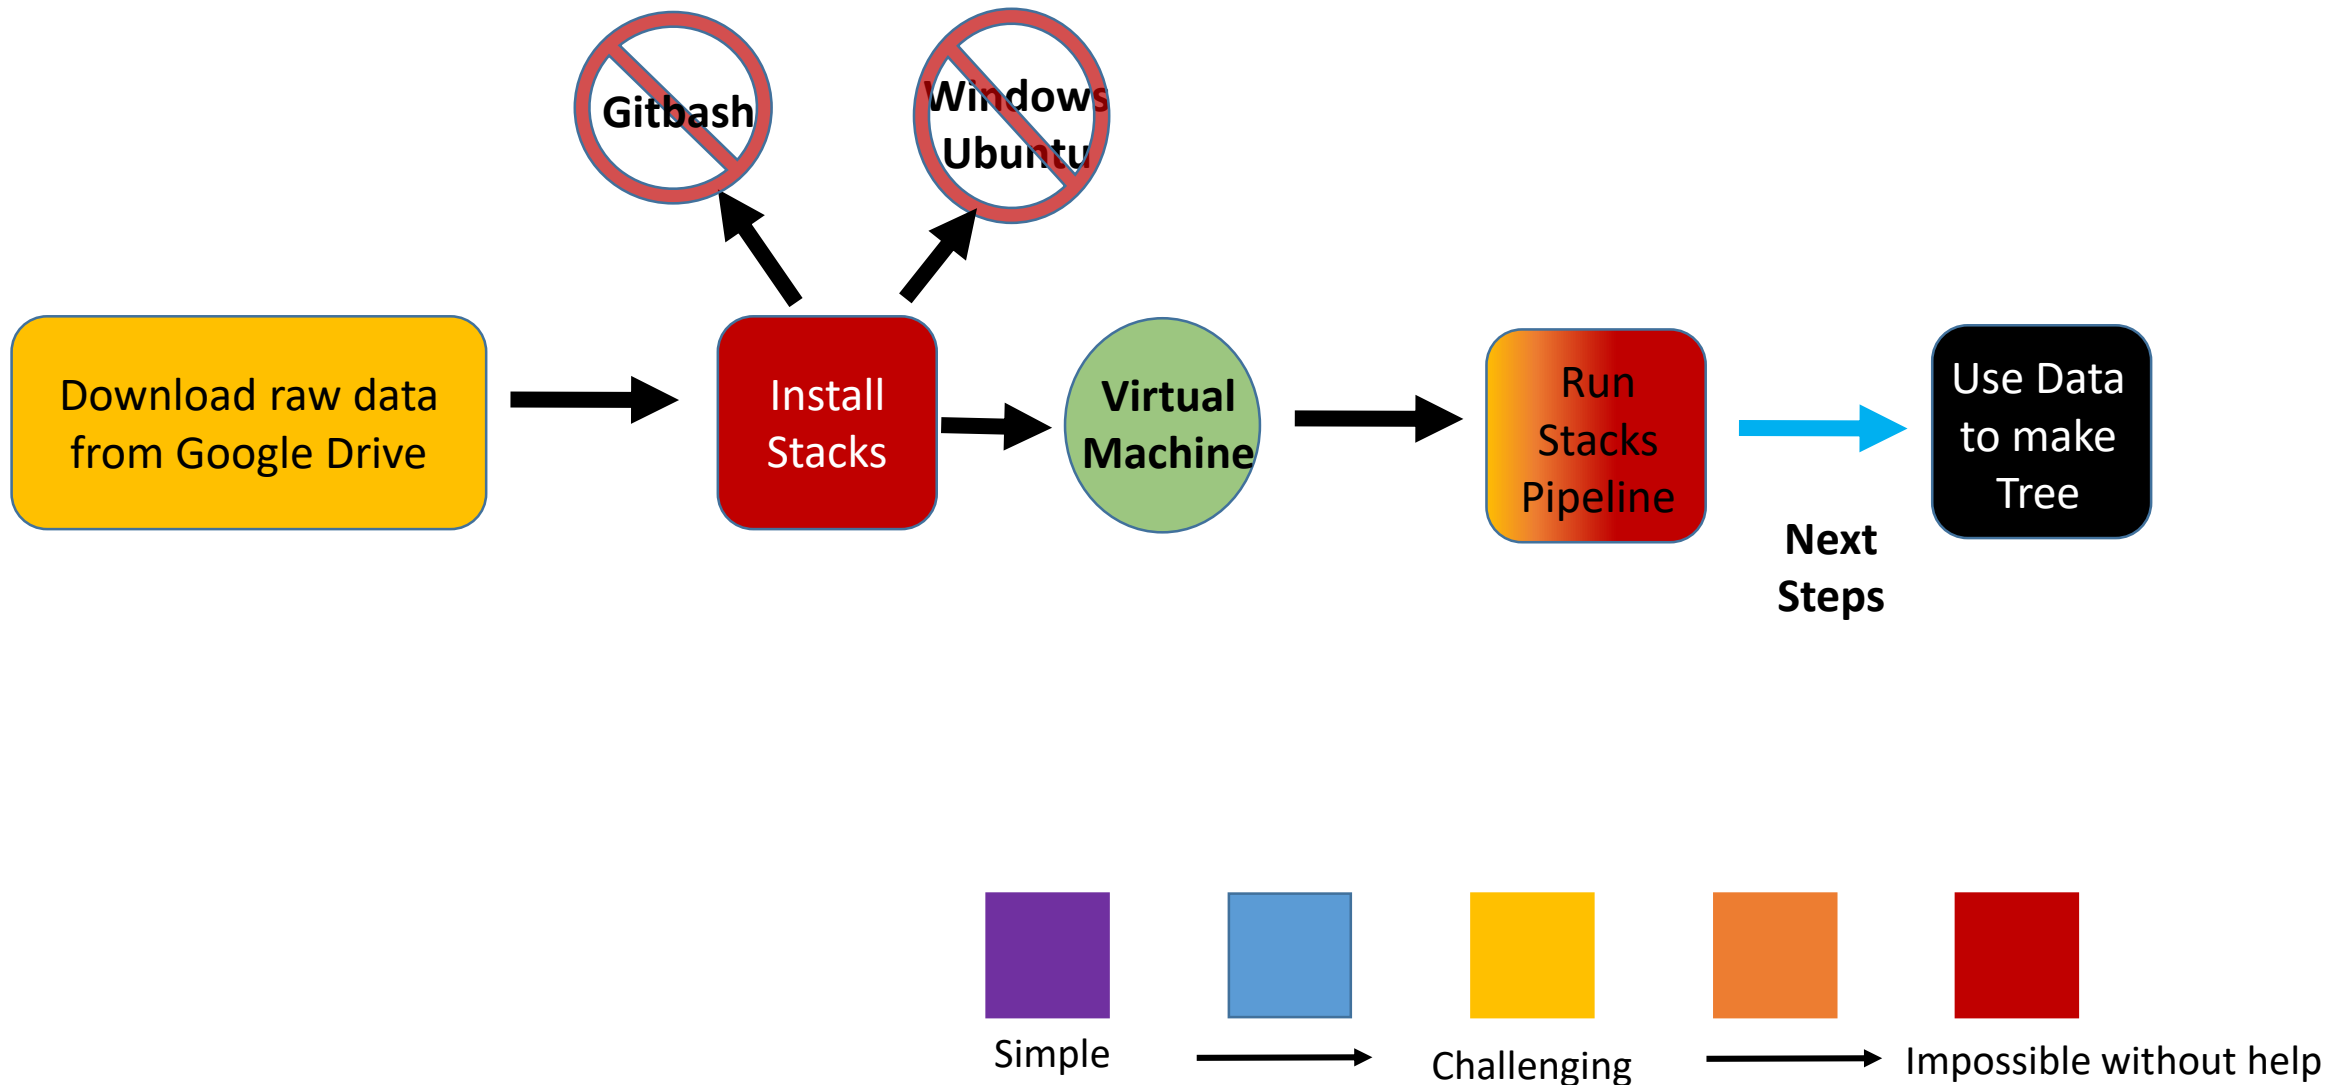 Gitbash
Windows
Ubuntu
Download raw data
from Google Drive
Install
Stacks
Virtual
Machine
Run
Stacks
Pipeline
Next
Steps
Use Data
to make
Tree
Simple
Challenging
Impossible without help